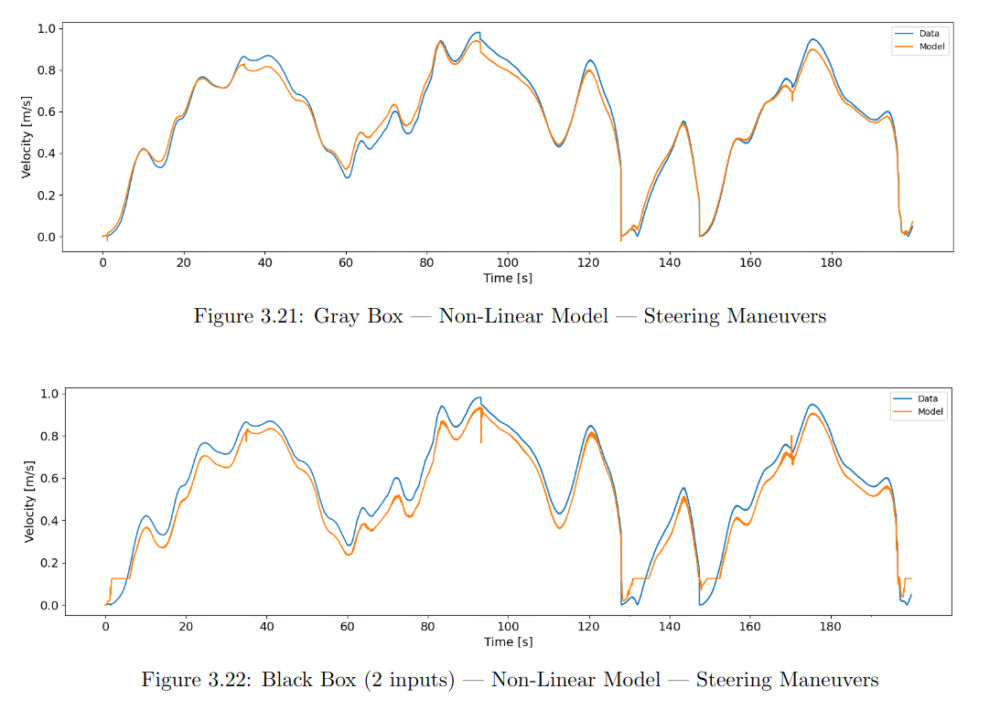 1.0
0.8
0.6
0.4
0.2
0.0
Velocity [m/s]
Data
Model
0 20 40 60 80 100 120 140 160 180
Time [s]
Figure 3.21: Gray Box — Non-Linear Model — Steering Maneuvers
1.0
0.8
0.6
0.4
0.2
0.0
Velocity [m/s]
Data
Model
0 20 40 60 80 100 120 140 160 180
Time [s]
Figure 3.22: Black Box (2 inputs) — Non-Linear Model — Steering Maneuvers